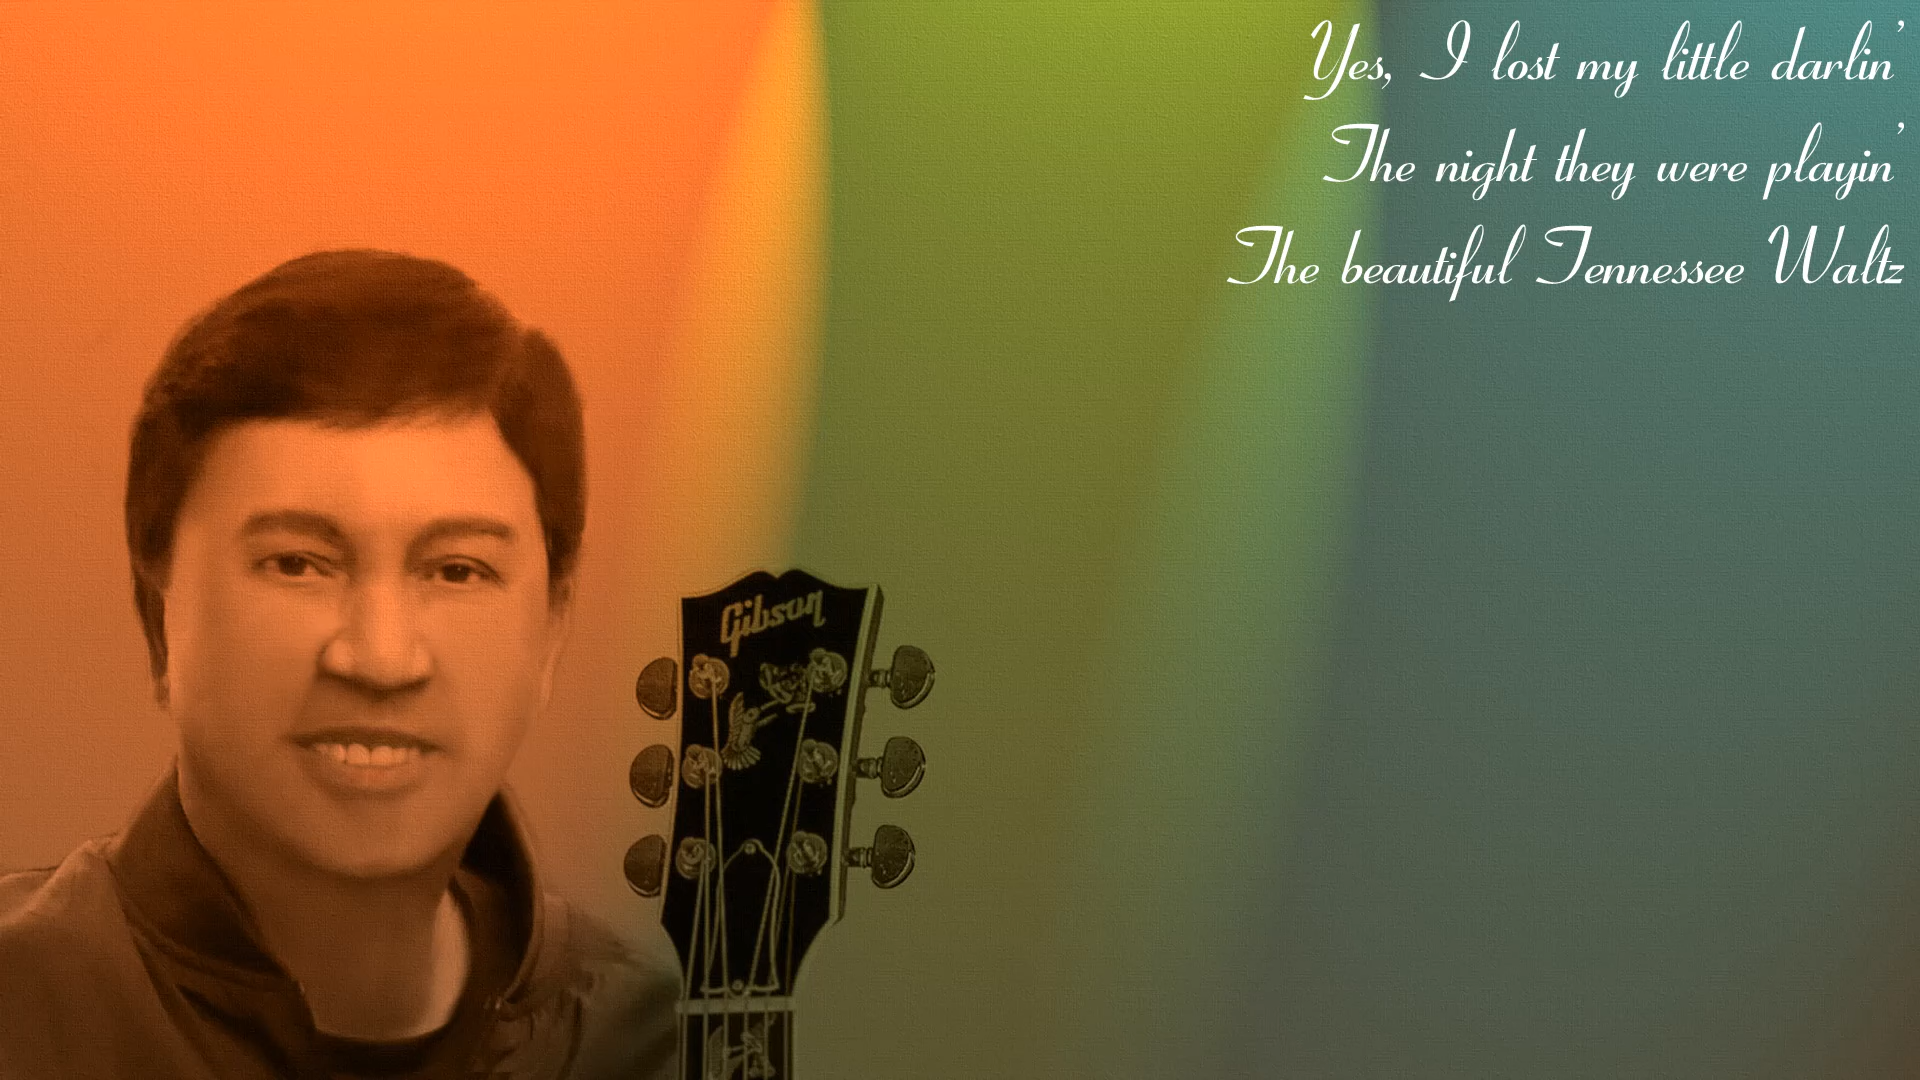 Yes, I lost my little darlin’
The night they were playin’
The beautiful Tennessee Waltz
Gibson